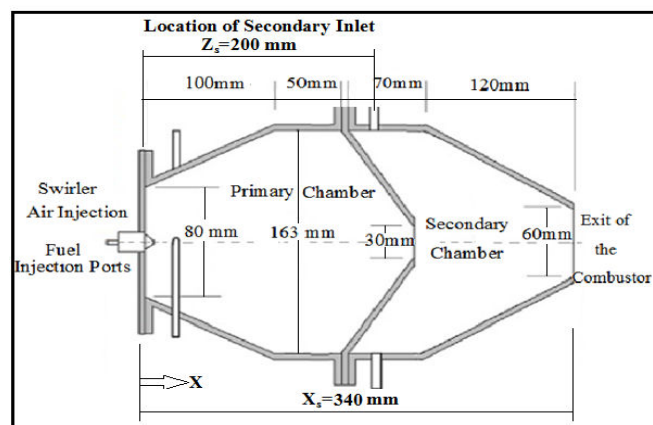 Location of Secondary Inlet
Zs=200 mm
100mm 50mm 70mm 120mm
Swirler
Air Injection
Fuel
Injection Ports
Primary Chamber
80 mm
163 mm
30mm
Secondary
Chamber
60mm
Exit of
the
Combustor
X
Xs=340 mm